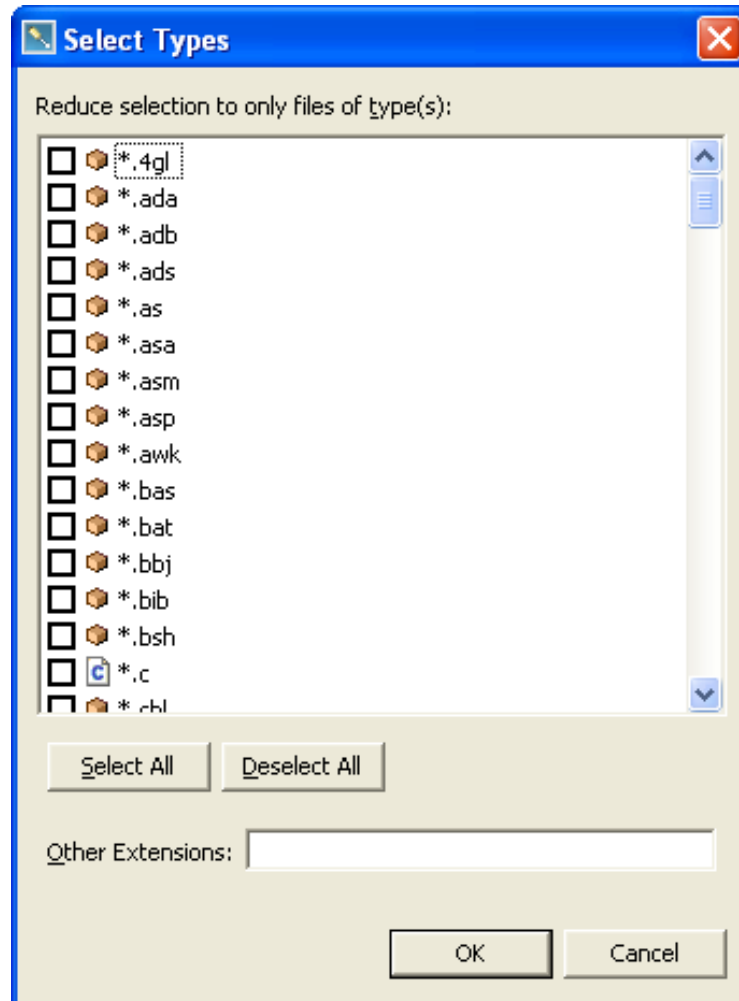 Select Types
Reduce selection to only files of type(s):
*.4gl
*.ada
*.adb
*.ads
*.as
*.asa
*.asm
*.asp
*.awk
*.bas
*.bat
*.bbj
*.bib
*.bsh
*.c
*.cbl
Select All Deselect All
Other Extensions:
OK Cancel